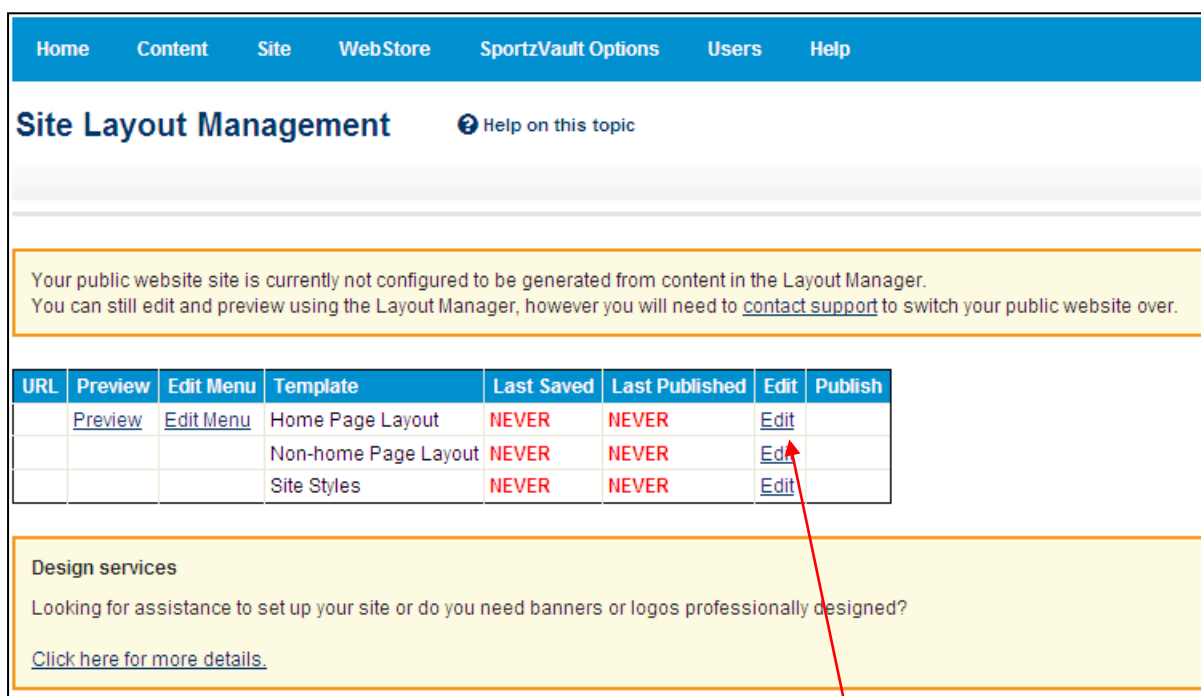 Home Content Site WebStore SportzVault Options Users Help
Site Layout Management Help on this topic
Your public website site is currently not configured to be generated from content in the Layout Manager.
You can still edit and preview using the Layout Manager, however you will need to contact support to switch your public website over.
URL Preview Edit Menu Template Last Saved Last Published Edit Publish
Preview Edit Menu Home Page Layout NEVER NEVER Edit
Non-home Page Layout NEVER NEVER Edit
Site Styles NEVER NEVER Edit
Design services
Looking for assistance to set up your site or do you need banners or logos professionally designed?
Click here for more details.